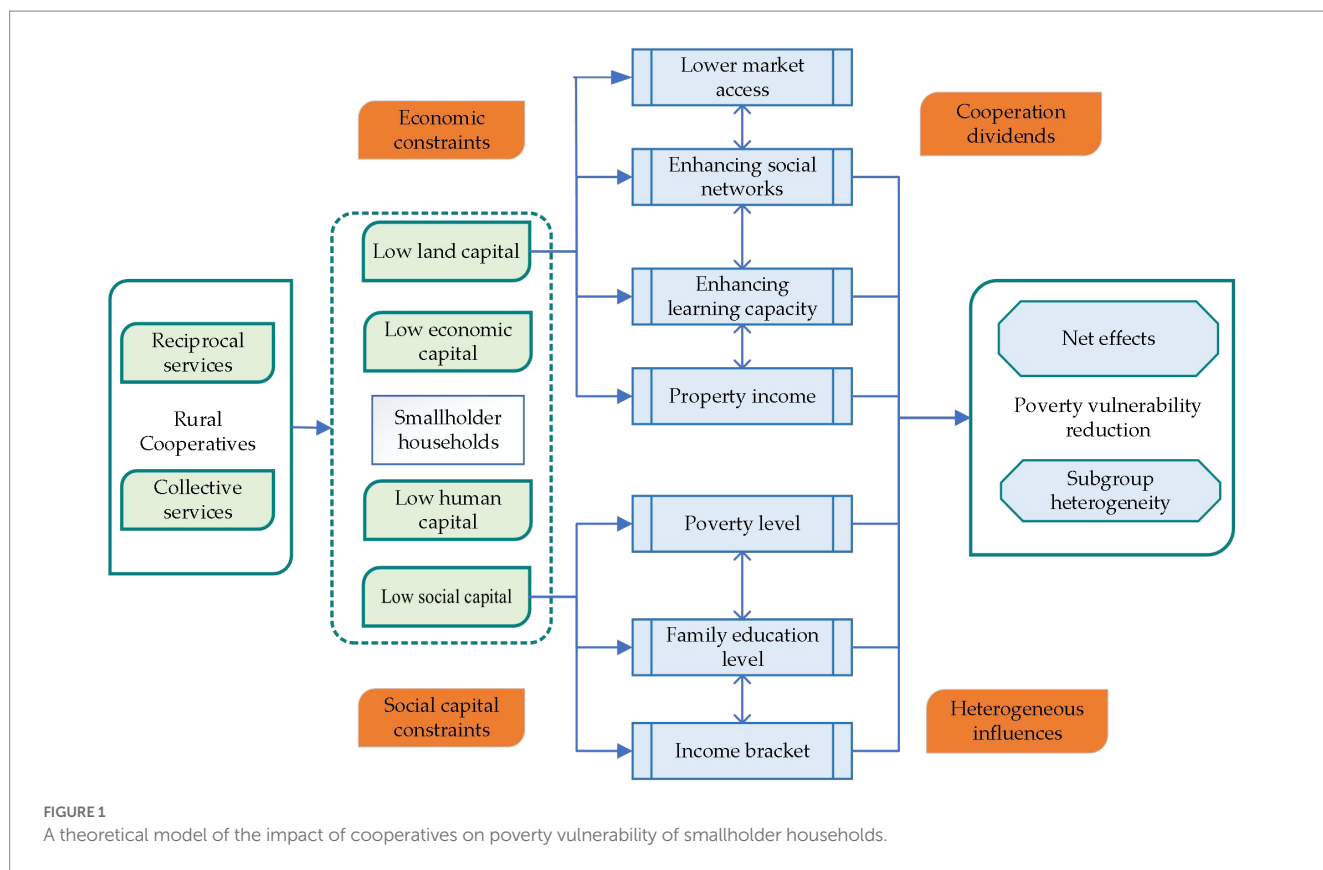 Lower market
access
Economic
constraints
Cooperation
dividends
Enhancing social
networks
Low land capital
Enhancing
learning capacity
Reciprocal
services
Low economic
capital
Net effects
Property income
Rural
Cooperatives
Smallholder
households
Poverty vulnerability
reduction
Collective
services
Low human
capital
Subgroup
heterogeneity
Poverty level
Low social capital
Family education
level
Social capital
constraints
Heterogeneous
influences
Income bracket
FIGURE 1
A theoretical model of the impact of cooperatives on poverty vulnerability of smallholder households.